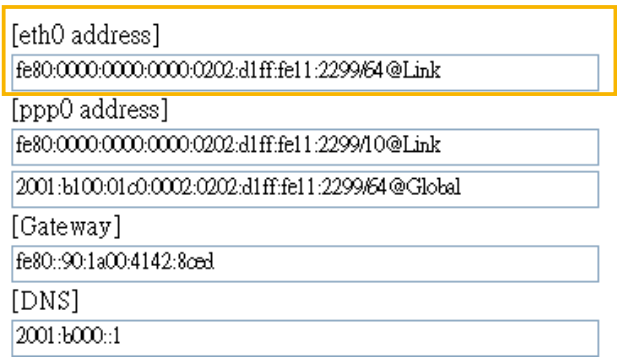 [eth0 address]
fe80:0000:0000:0000:0202:d1ff:fe11:2299/64@Link
[ppp0 address]
fe80:0000:0000:0000:0202:d1ff:fe11:2299/10@Link
2001:b100:01c0:0002:0202:d1ff:fe11:2299/64@Global
[Gateway]
fe80::90:1a00:4142:8ced
[DNS]
2001:b000::1